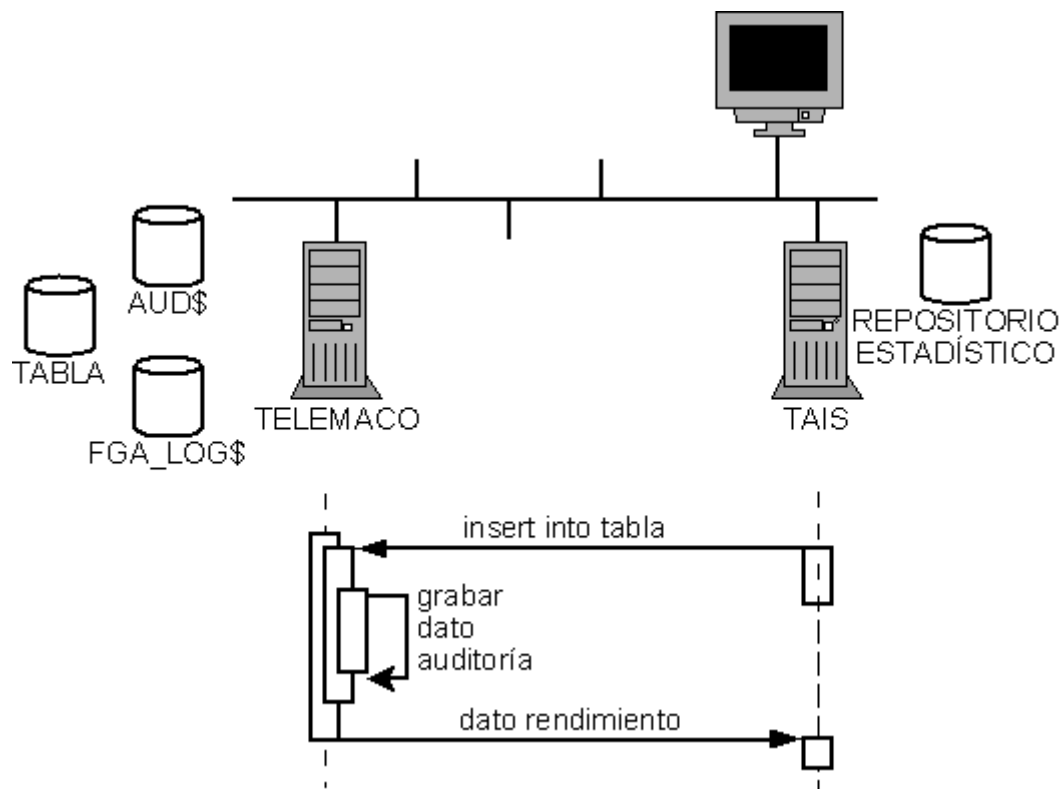 AUD$
TABLA
FGA_LOG$
TELEMACO
TAIS
REPOSITORIO
ESTADÍSTICO
insert into tabla
grabar
dato
auditoría
dato rendimiento